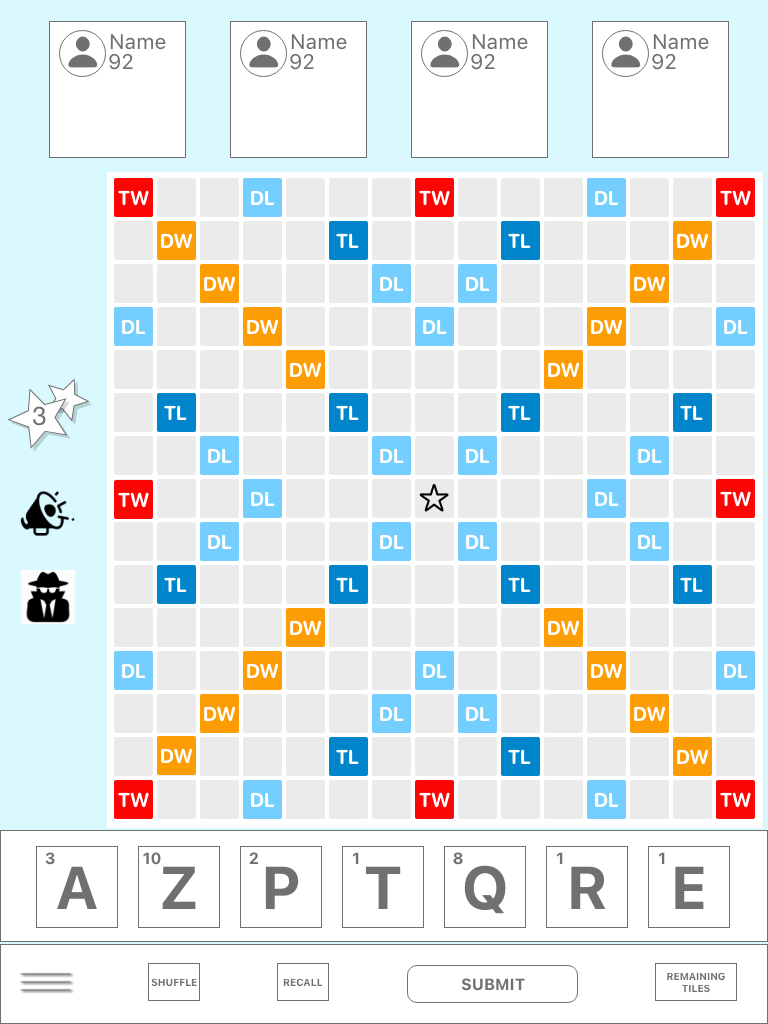 Name Name Name Name
92 92 92 92
TW DL TW DL TW
DW TL TL DW
DW DL DL DW
DL DW DL DW DL
DW DW
3
TL TL TL TL
DL DL DL DL
TW DL DL TW
DL DL DL DL
TL TL TL TL
DW DW
DL DW DL DW DL
DW DL DL DW
DW TL TL DW
TW DL TW DL TW
3 10 2 1 8 1 1
A Z P T Q R E
SHUFFLE RECALL SUBMIT REMAINING
TILES